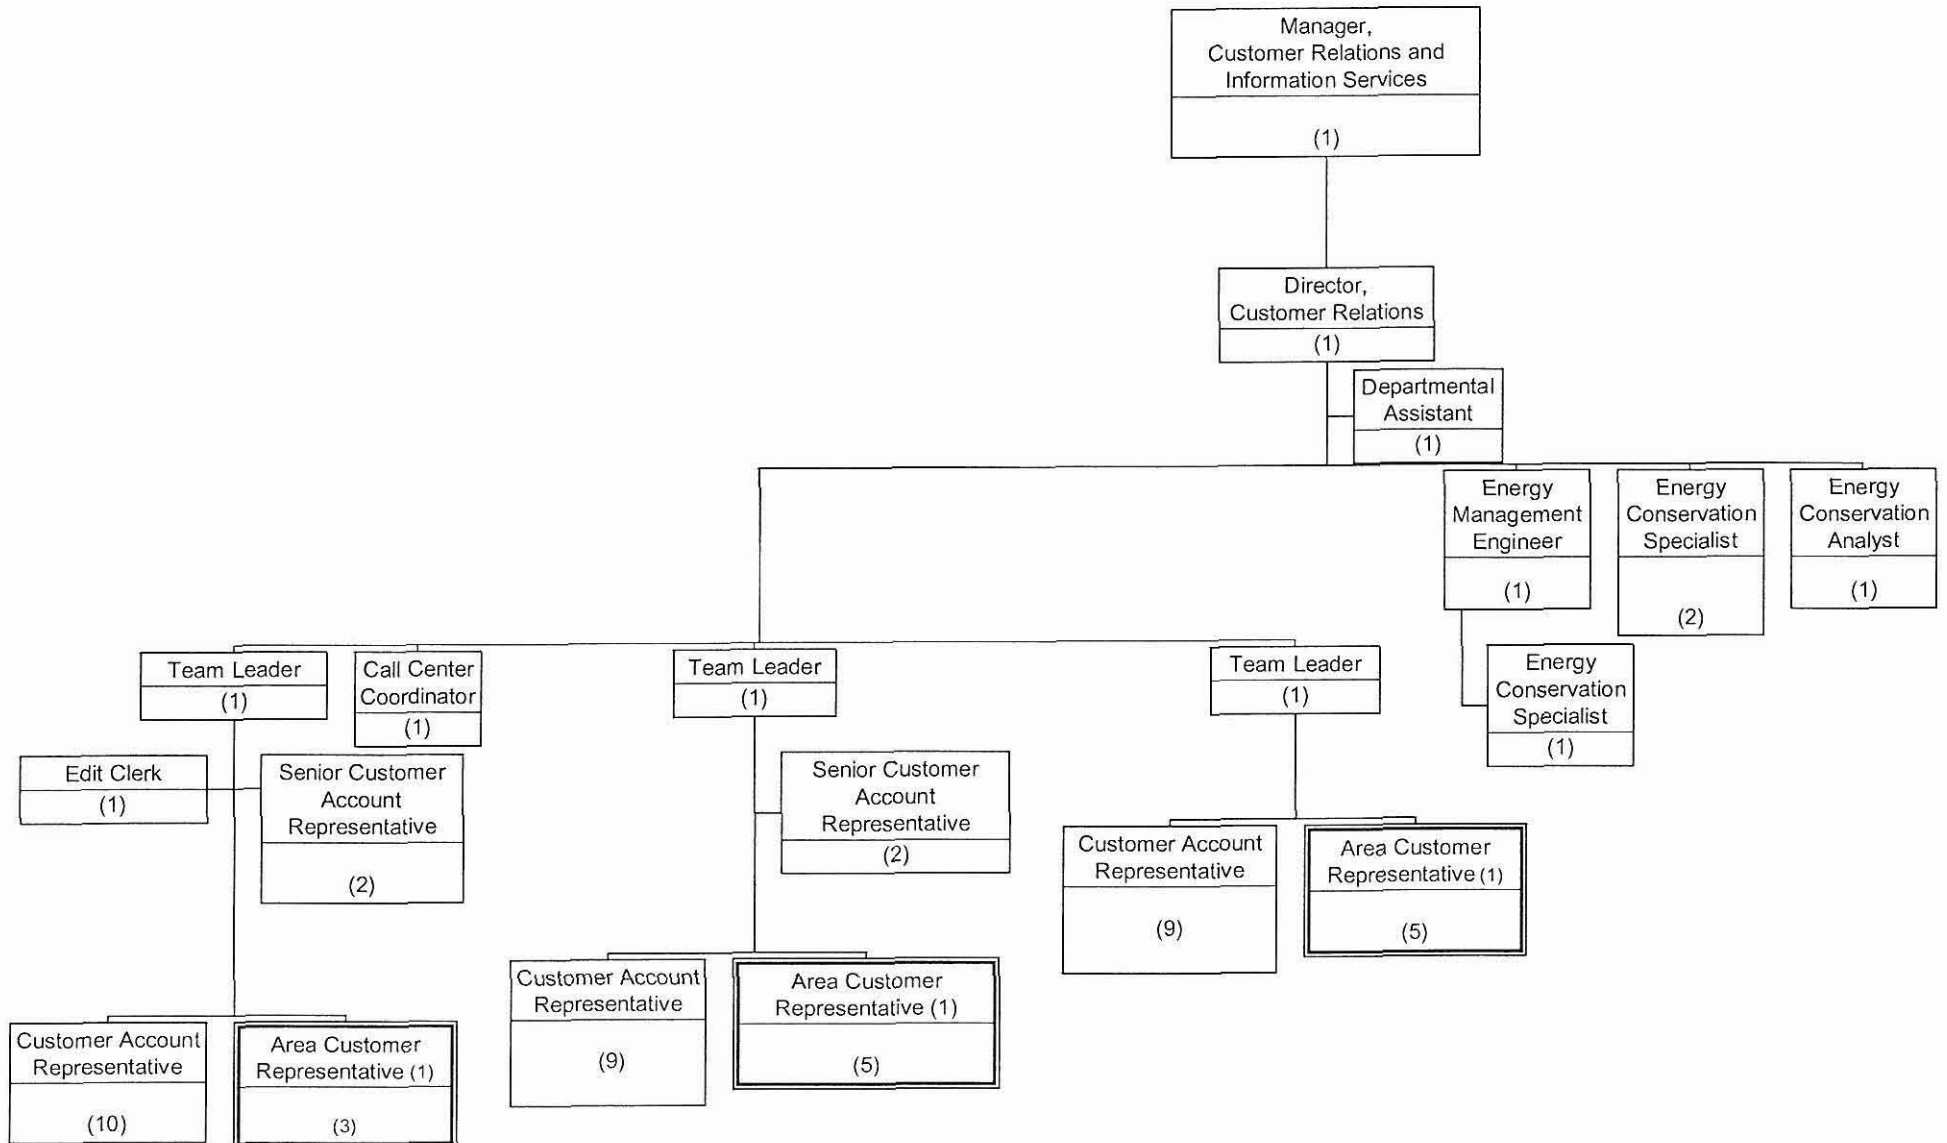 Manager,
Customer Relations and
Information Services
(1)
Director,
Customer Relations
(1)
Departmental
Assistant
(1)
Energy
Management
Engineer
(1)
Energy
Conservation
Specialist
(2)
Energy
Conservation
Analyst
(1)
Energy
Conservation
Specialist
(1)
Team Leader
(1)
Call Center
Coordinator
(1)
Team Leader
(1)
Team Leader
(1)
Edit Clerk
(1)
Senior Customer
Account
Representative
(2)
Senior Customer
Account
Representative
(2)
Customer Account
Representative
(9)
Area Customer
Representative (1)
(5)
Customer Account
Representative
(9)
Area Customer
Representative (1)
(5)
Customer Account
Representative
(10)
Area Customer
Representative (1)
(3)